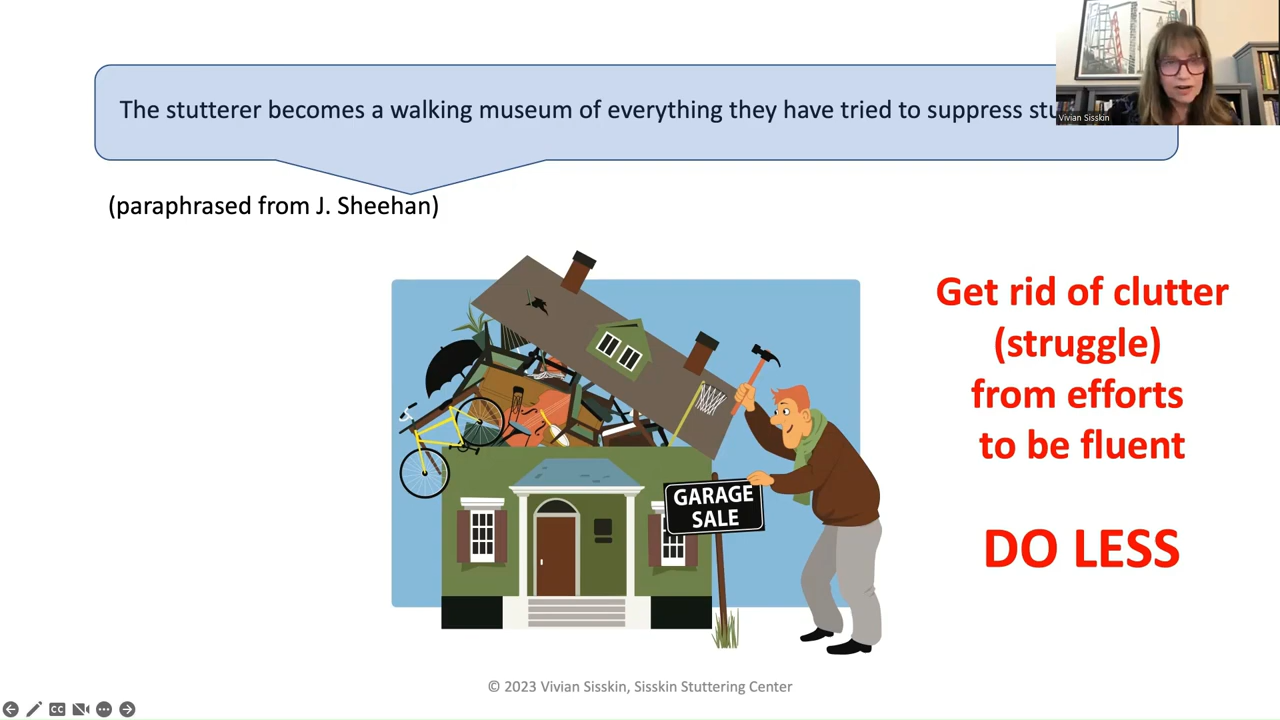 The stutterer becomes a walking museum of everything they have tried to suppress
Vivian Sisskin
(paraphrased from J. Sheehan)
Get rid of clutter
(struggle)
from efforts
to be fluent
GARAGE
SALE
DO LESS
© 2023 Vivian Sisskin, Sisskin Stuttering Center
CC